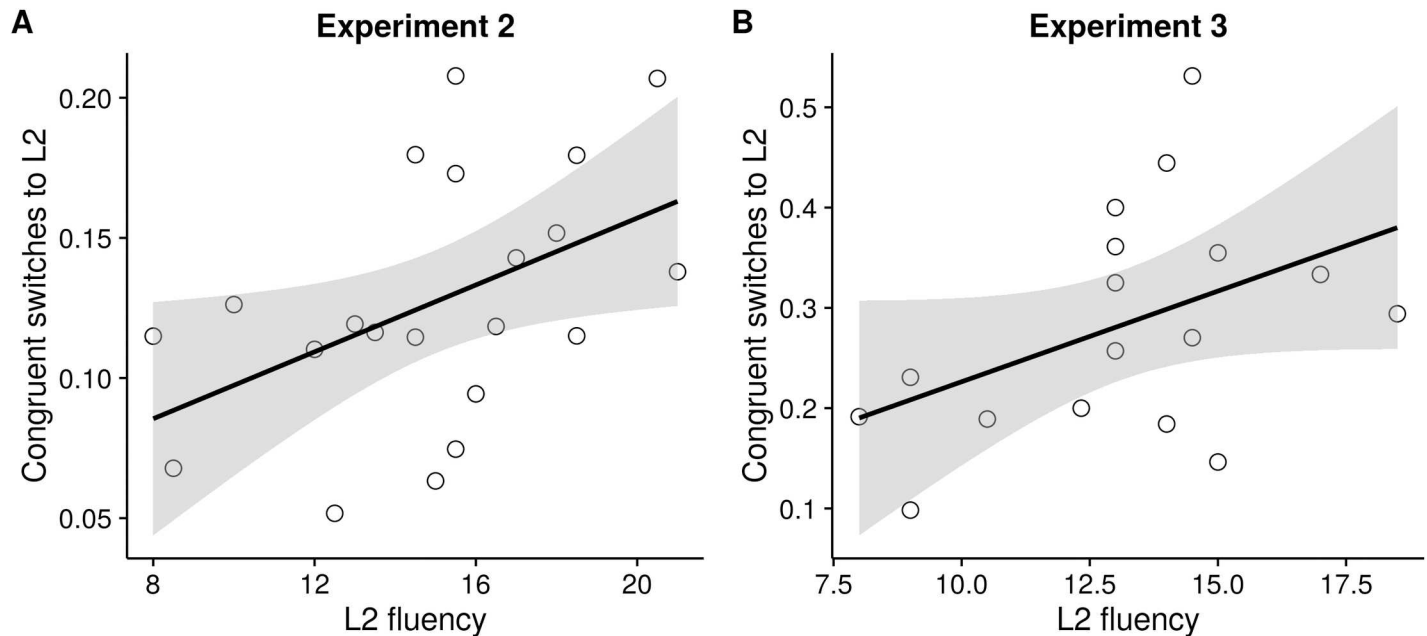 A
Experiment 2
Congruent switches to L2
0.20
0.15
0.10
0.05
8
12
16
20
L2 fluency
B
Experiment 3
Congruent switches to L2
0.5
0.4
0.3
0.2
0.1
7.5
10.0
12.5
15.0
17.5
L2 fluency